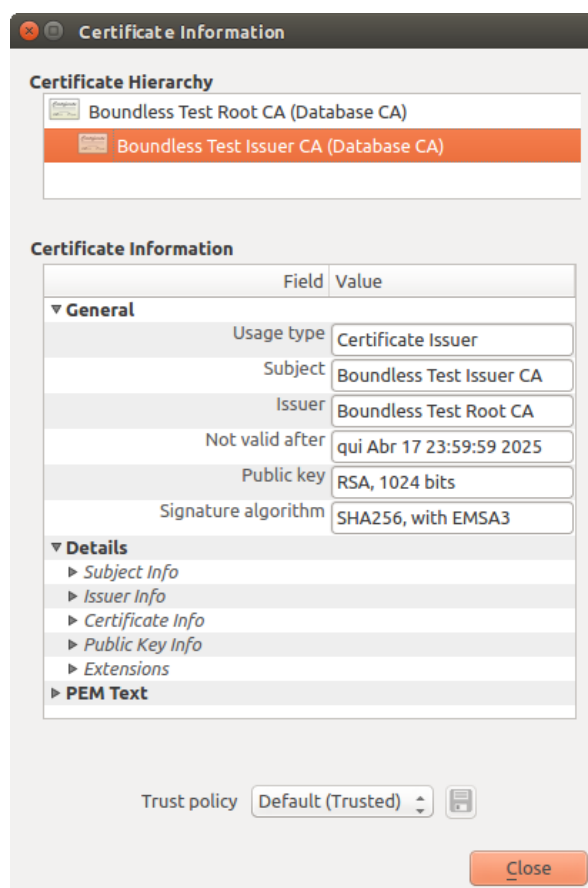 Certificate Information
Certificate Hierarchy
Boundless Test Root CA (Database CA)
Boundless Test Issuer CA (Database CA)
Certificate Information
Field Value
General
Usage type Certificate Issuer
Subject Boundless Test Issuer CA
Issuer Boundless Test Root CA
Not valid after qui Abr 17 23:59:59 2025
Public key RSA, 1024 bits
Signature algorithm SHA256, with EMSA3
Details
Subject Info
Issuer Info
Certificate Info
Public Key Info
Extensions
PEM Text
Trust policy Default (Trusted)
Close